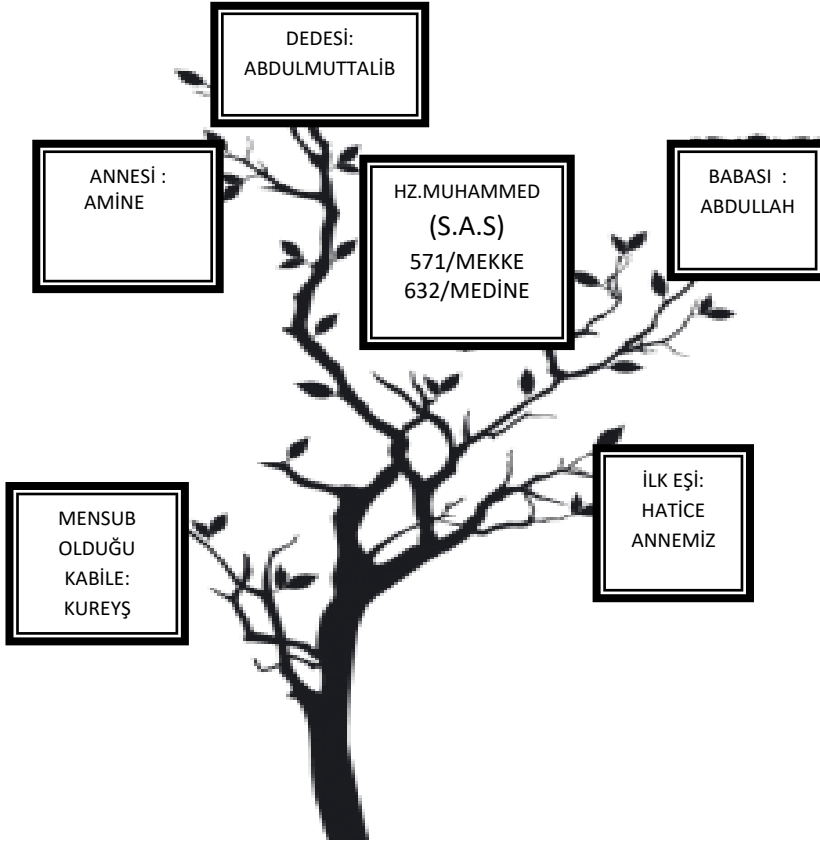 DEDESİ:
ABDULMUTTALİB
ANNESİ :
AMİNE
HZ.MUHAMMED
(S.A.S)
571/MEKKE
632/MEDİNE
BABASI :
ABDULLAH
MENSUB
OLDUĞU
KABİLE:
KUREYŞ
İLK EŞİ:
HATİCE
ANNEMİZ